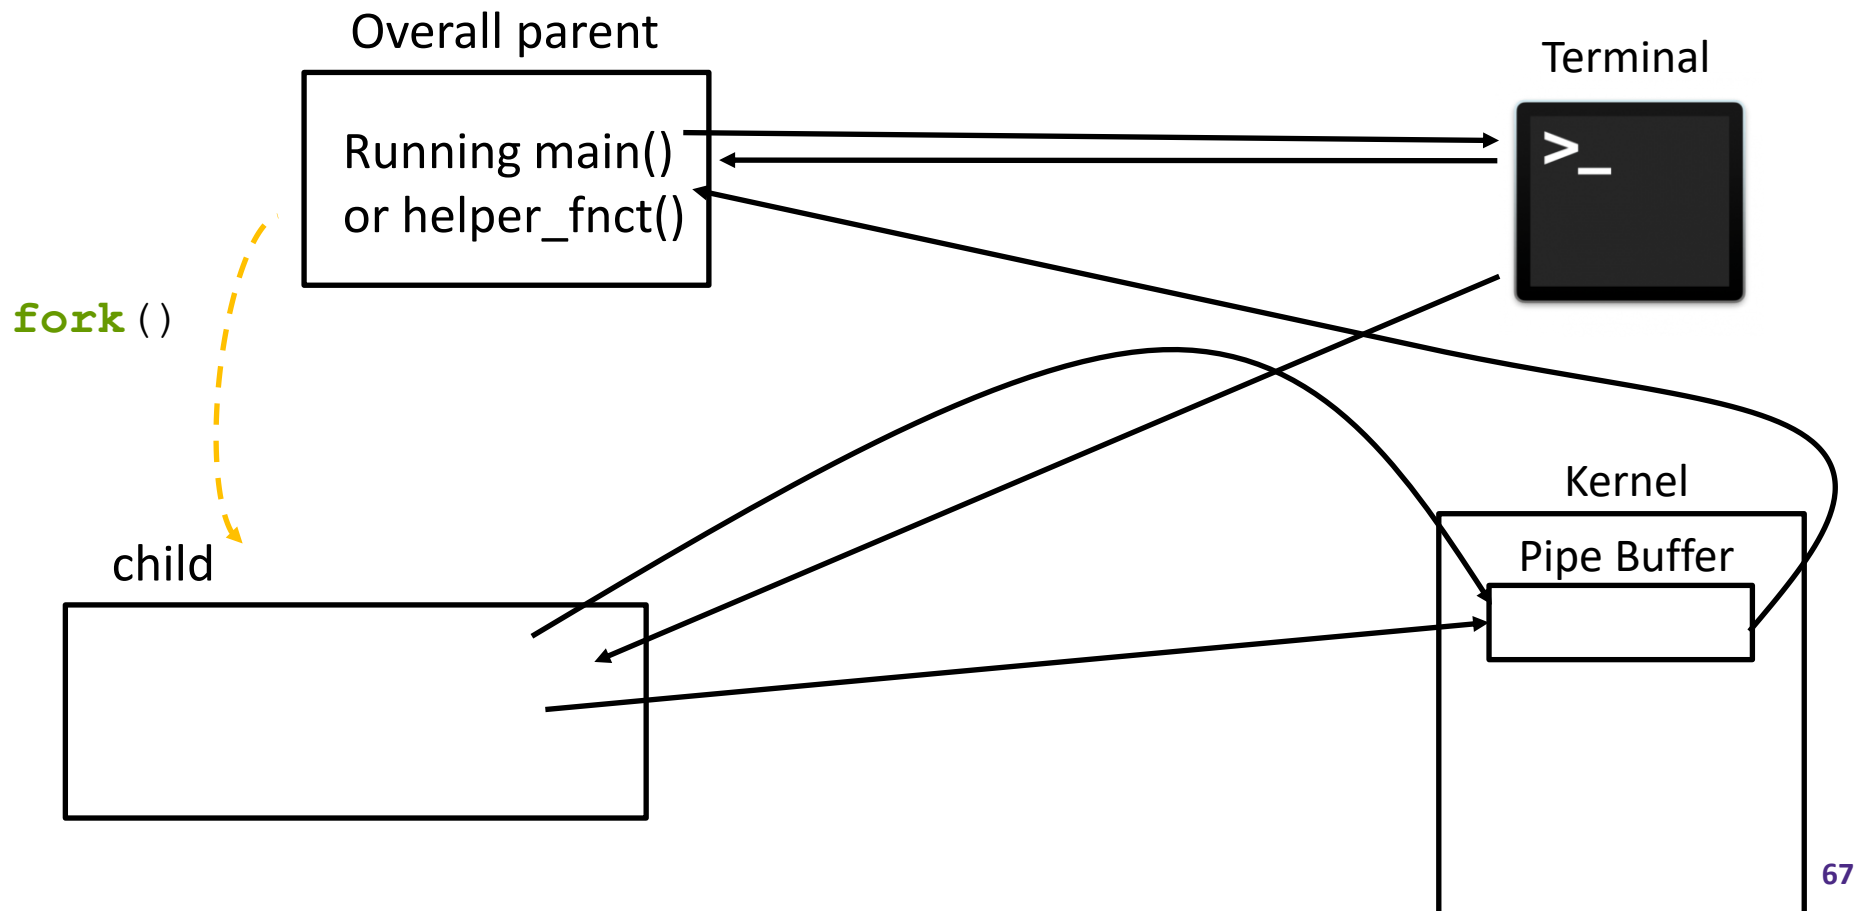 Overall parent
Terminal
Running main()
or helper_fnct()
>_
fork()
Kernel
Pipe Buffer
child
67